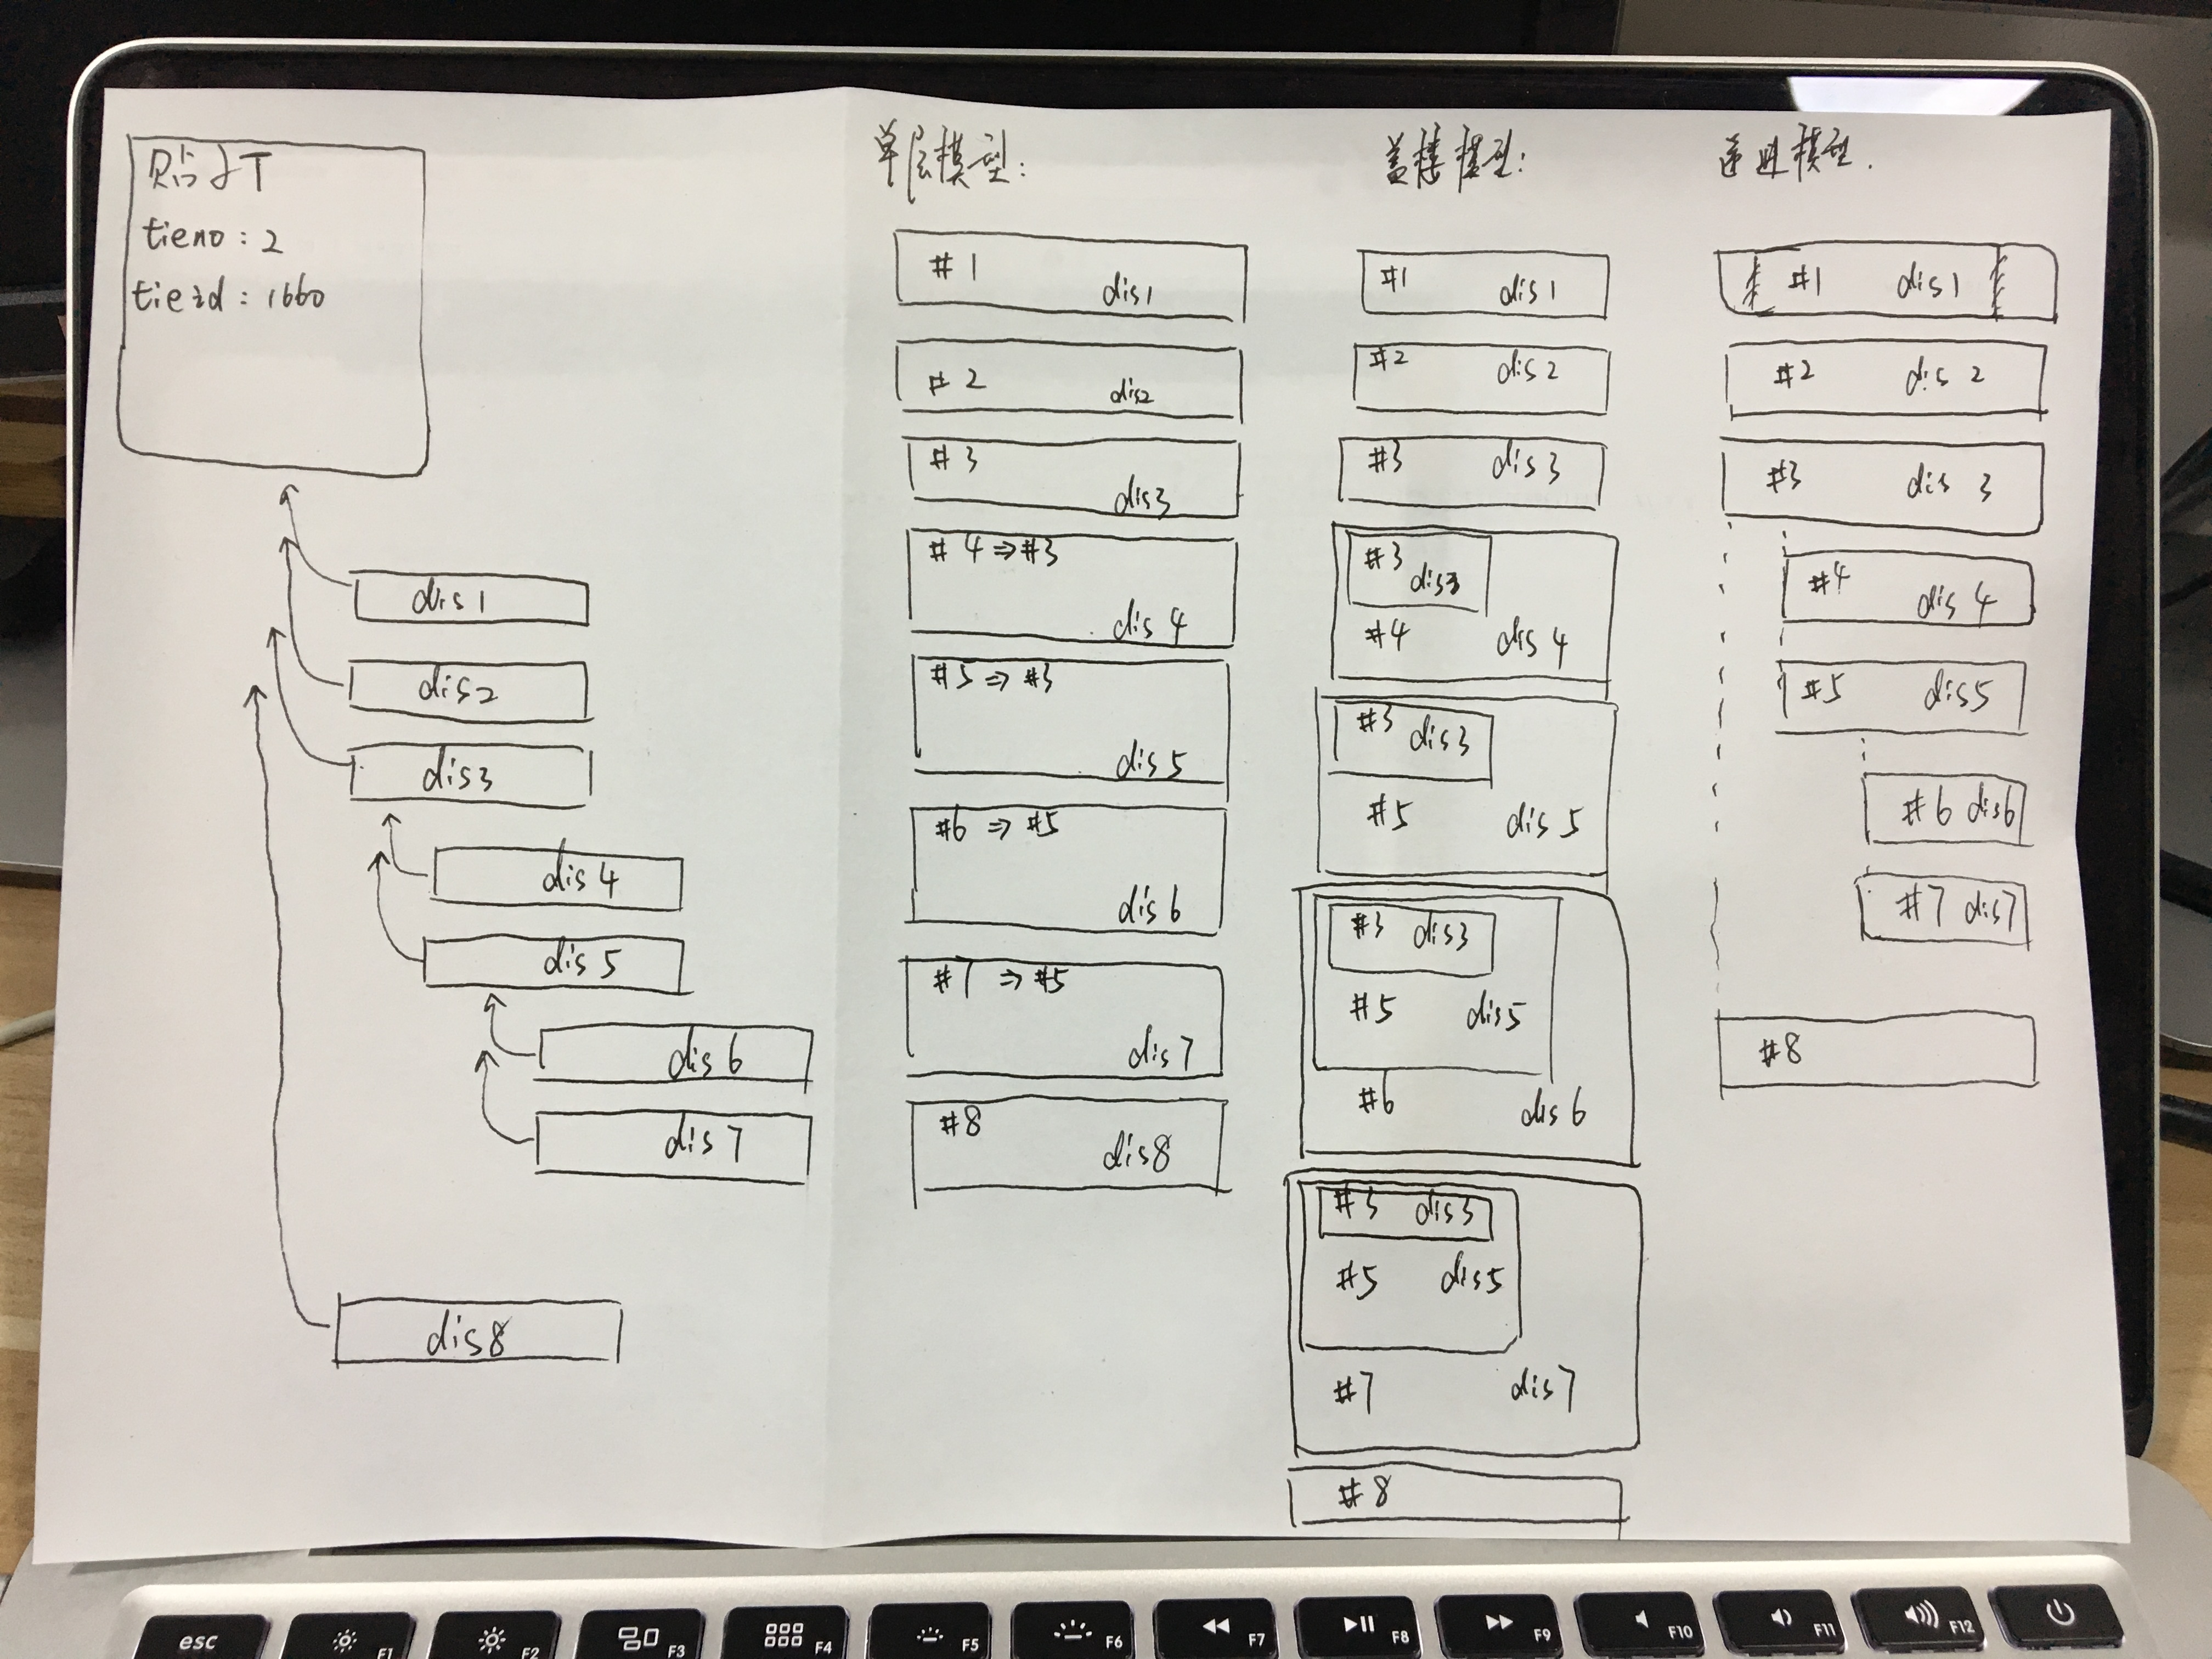 贴子T
tieno : 2
tieid : 1660
dis1
dis2
dis3
dis4
dis5
dis6
dis7
dis8
单层模型:
#1 dis1
#2 dis2
#3 dis3
#4 => #3
dis4
#5 => #3
dis5
#6 => #5
dis6
#7 => #5
dis7
#8
dis8
盖楼模型:
#1 dis1
#2 dis2
#3 dis3
#3 dis3
#4 dis4
#3 dis3
#5 dis5
#3 dis3
#5 dis5
#6 dis6
#3 dis3
#5 dis5
#7 dis7
#8
递进模型.
#1 dis1
#2 dis2
#3 dis3
#4 dis4
#5 dis5
#6 dis6
#7 dis7
#8
esc
F1
F2
F3
F4
F5
F6
F7
F8
F9
F10
F11
F12